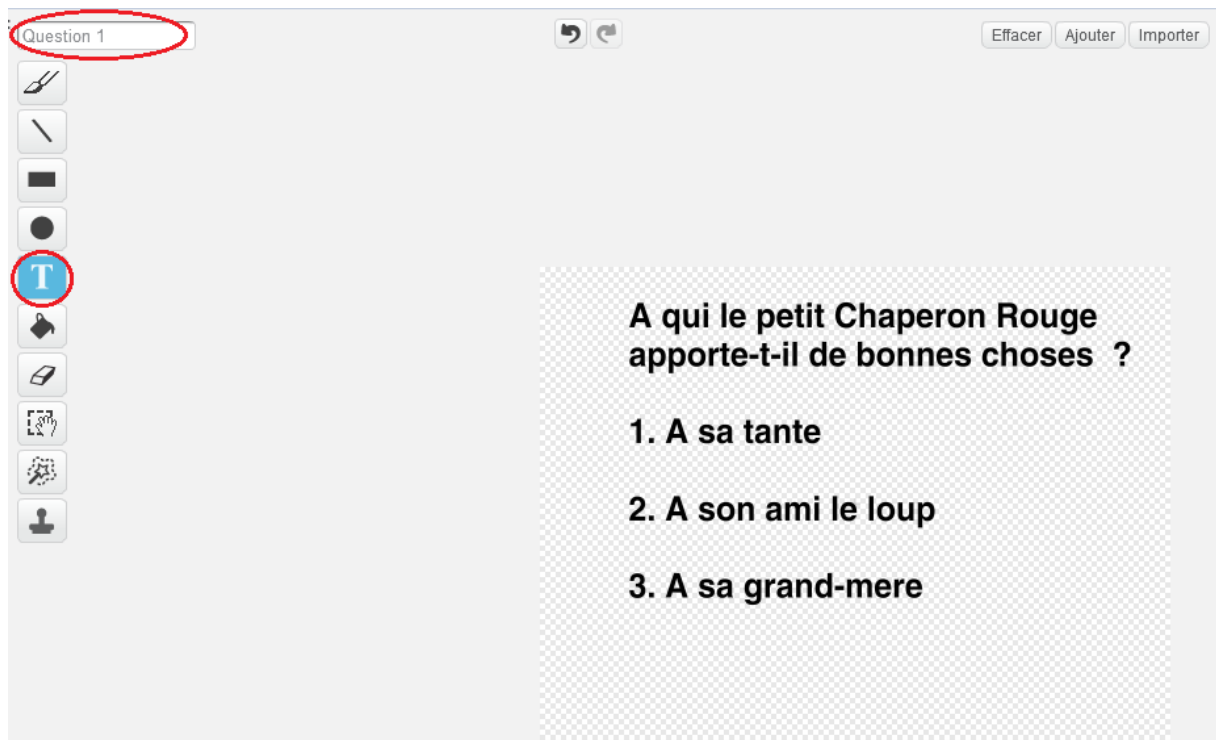 Question 1
Effacer Ajouter Importer
T
A qui le petit Chaperon Rouge
apporte-t-il de bonnes choses ?
1. A sa tante
2. A son ami le loup
3. A sa grand-mere